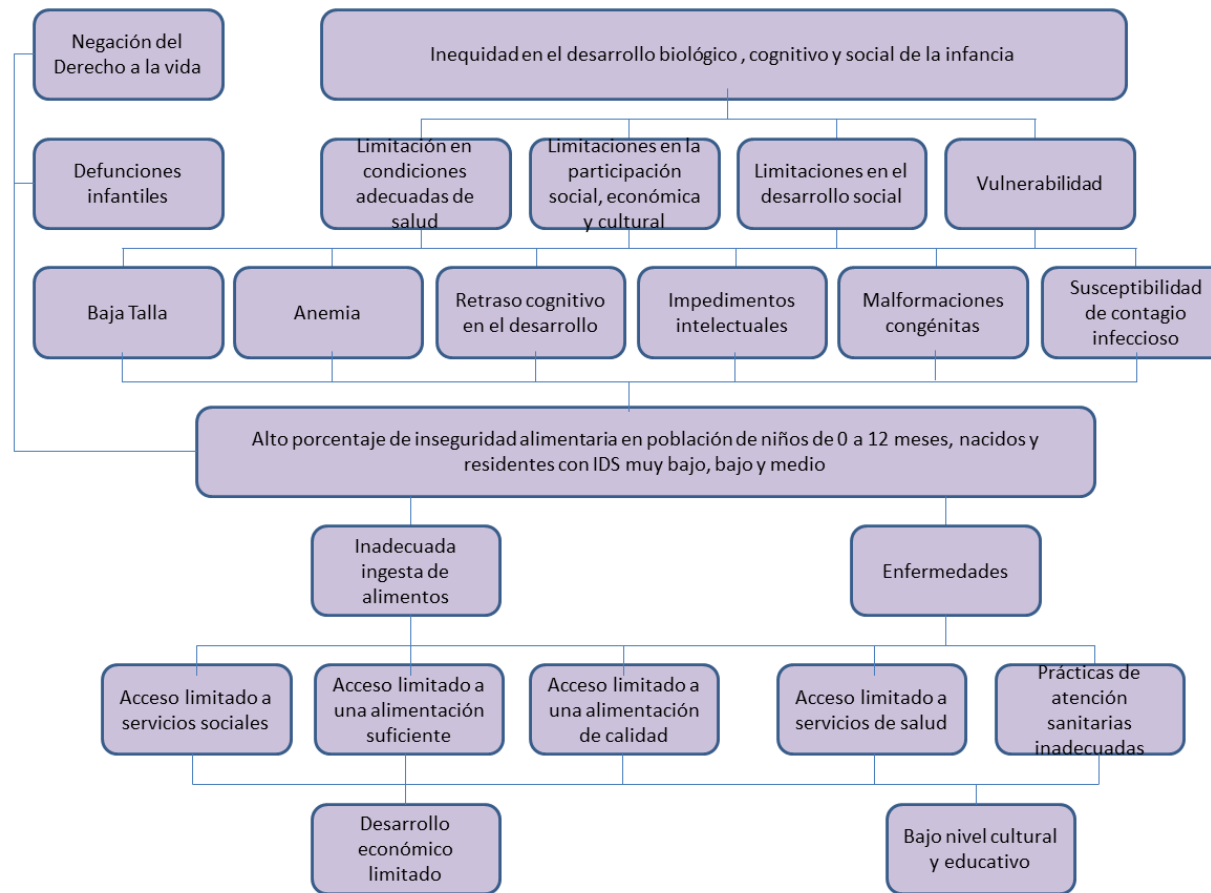 Negación del
Derecho a la vida
Inequidad en el desarrollo biológico , cognitivo y social de la infancia
Defunciones
infantiles
Limitación en
condiciones
adecuadas de
salud
Limitaciones en la
participación
social, económica
y cultural
Limitaciones en el
desarrollo social
Vulnerabilidad
Baja Talla
Anemia
Retraso cognitivo
en el desarrollo
Impedimentos
intelectuales
Malformaciones
congénitas
Susceptibilidad
de contagio
infeccioso
Alto porcentaje de inseguridad alimentaria en población de niños de 0 a 12 meses, nacidos y
residentes con IDS muy bajo, bajo y medio
Inadecuada
ingesta de
alimentos
Enfermedades
Acceso limitado a
servicios sociales
Acceso limitado a
una alimentación
suficiente
Acceso limitado a
una alimentación
de calidad
Acceso limitado a
servicios de salud
Prácticas de
atención
sanitarias
inadecuadas
Desarrollo
económico
limitado
Bajo nivel cultural
y educativo